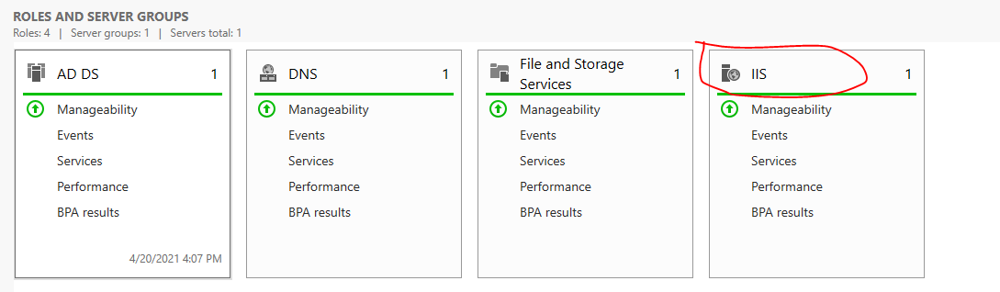 ROLES AND SERVER GROUPS
Roles: 4 | Server groups: 1 | Servers total: 1
AD DS 1
Manageability
Events
Services
Performance
BPA results
4/20/2021 4:07 PM
DNS 1
Manageability
Events
Services
Performance
BPA results
File and Storage
Services 1
Manageability
Events
Services
Performance
BPA results
IIS 1
Manageability
Events
Services
Performance
BPA results